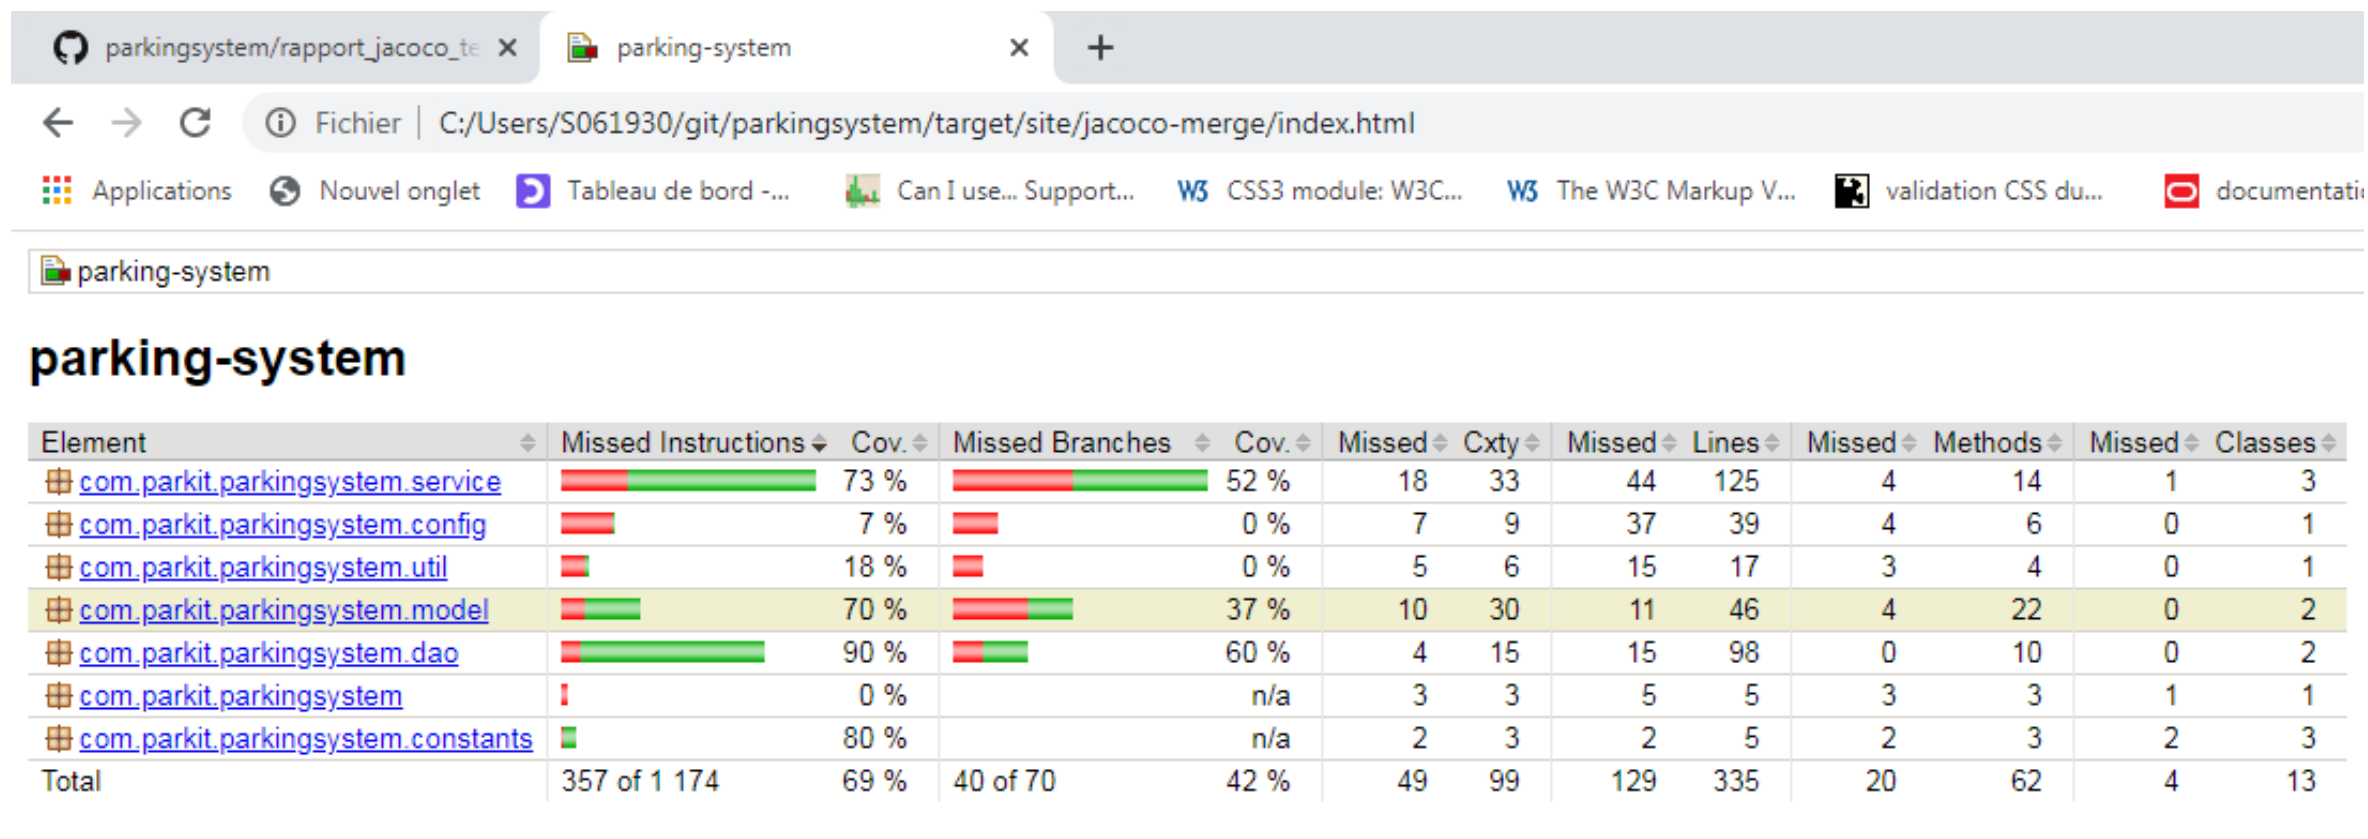 parkingsystem/rapport_jacoco_te
parking-system
Fichier
C:/Users/S061930/git/parkingsystem/target/site/jacoco-merge/index.html
Applications Nouvel onglet Tableau de bord -... Can I use... Support... W3 CSS3 module: W3C... W3 The W3C Markup V... validation CSS du... documentati
parking-system
parking-system
Element Missed Instructions Cov. Missed Branches Cov. Missed Cxty Missed Lines Missed Methods Missed Classes
com.parkit.parkingsystem.service 73 % 52 % 18 33 44 125 4 14 1 3
com.parkit.parkingsystem.config 7 % 0 % 7 9 37 39 4 6 0 1
com.parkit.parkingsystem.util 18 % 0 % 5 6 15 17 3 4 0 1
com.parkit.parkingsystem.model 70 % 37 % 10 30 11 46 4 22 0 2
com.parkit.parkingsystem.dao 90 % 60 % 4 15 15 98 0 10 0 2
com.parkit.parkingsystem 0 % n/a 3 3 5 5 3 3 1 1
com.parkit.parkingsystem.constants 80 % n/a 2 3 2 5 2 3 2 3
Total 357 of 1 174 69 % 40 of 70 42 % 49 99 129 335 20 62 4 13